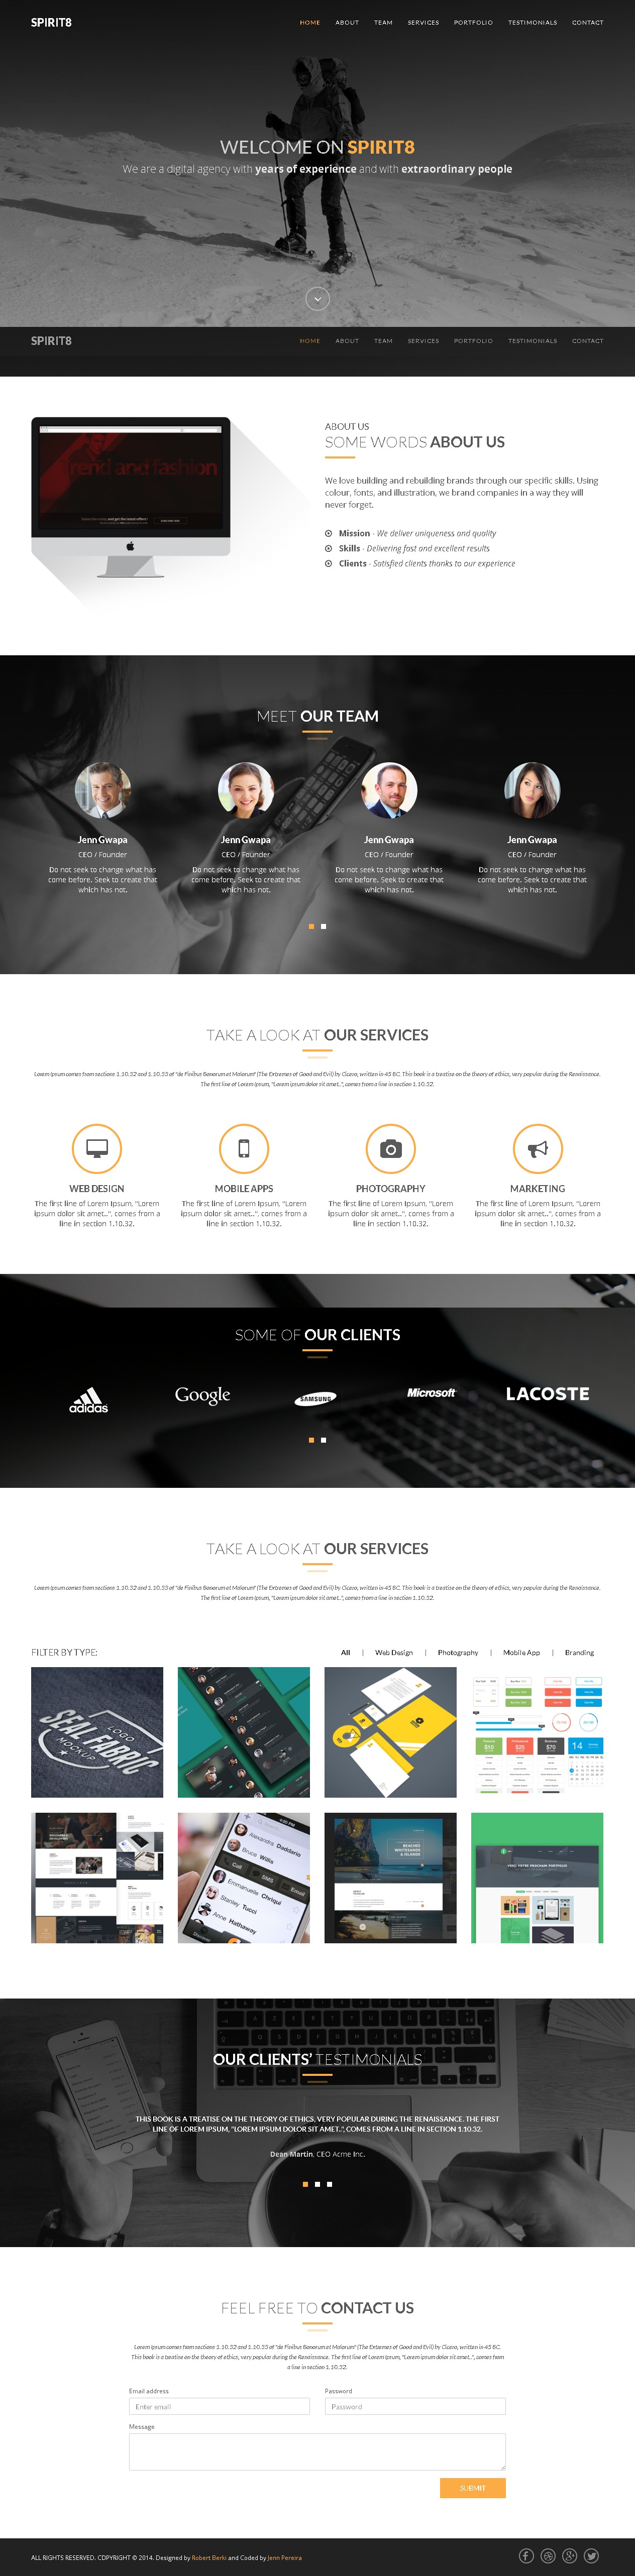 SPIRIT8
HOME ABOUT TEAM SERVICES PORTFOLIO TESTIMONIALS CONTACT
WELCOME ON SPIRIT8
We are a digital agency with years of experience and with extraordinary people
SPIRIT8
HOME ABOUT TEAM SERVICES PORTFOLIO TESTIMONIALS CONTACT
trend and fashion
ABOUT US
SOME WORDS ABOUT US
We love building and rebuilding brands through our specific skills. Using
colour, fonts, and illustration, we brand companies in a way they will
never forget.
Mission - We deliver uniqueness and quality
Skills - Delivering fast and excellent results
Clients - Satisfied clients thanks to our experience
MEET OUR TEAM
Jenn Gwapa
CEO / Founder
Do not seek to change what has
come before. Seek to create that
which has not.
Jenn Gwapa
CEO / Founder
Do not seek to change what has
come before. Seek to create that
which has not.
Jenn Gwapa
CEO / Founder
Do not seek to change what has
come before. Seek to create that
which has not.
Jenn Gwapa
CEO / Founder
Do not seek to change what has
come before. Seek to create that
which has not.
TAKE A LOOK AT OUR SERVICES
Lorem Ipsum comes from sections 1.10.32 and 1.10.33 of "de Finibus Bonorum et Malorum" (The Extremes of Good and Evil) by Cicero, written in 45 BC. This book is a treatise on the theory of ethics, very popular during the Renaissance.
The first line of Lorem Ipsum, "Lorem ipsum dolor sit amet..", comes from a line in section 1.10.32.
WEB DESIGN
The first line of Lorem Ipsum, "Lorem
ipsum dolor sit amet..", comes from a
line in section 1.10.32.
MOBILE APPS
The first line of Lorem Ipsum, "Lorem
ipsum dolor sit amet..", comes from a
line in section 1.10.32.
PHOTOGRAPHY
The first line of Lorem Ipsum, "Lorem
ipsum dolor sit amet..", comes from a
line in section 1.10.32.
MARKETING
The first line of Lorem Ipsum, "Lorem
ipsum dolor sit amet..", comes from a
line in section 1.10.32.
SOME OF OUR CLIENTS
adidas
Google
SAMSUNG
Microsoft
LACOSTE
TAKE A LOOK AT OUR SERVICES
Lorem Ipsum comes from sections 1.10.32 and 1.10.33 of "de Finibus Bonorum et Malorum" (The Extremes of Good and Evil) by Cicero, written in 45 BC. This book is a treatise on the theory of ethics, very popular during the Renaissance.
The first line of Lorem Ipsum, "Lorem ipsum dolor sit amet..", comes from a line in section 1.10.32.
FILTER BY TYPE:
All | Web Design | Photography | Mobile App | Branding
LOGO
MOCKUP
$10 $25 $70
14
Alexandra Daddario
Bruce Willis
Call SMS Email
Emmanuelle Chriqui
Stanley Tucci
Anne Hathaway
BEACHES
WHITESANDS
& ISLANDS
OUR CLIENTS' TESTIMONIALS
THIS BOOK IS A TREATISE ON THE THEORY OF ETHICS, VERY POPULAR DURING THE RENAISSANCE. THE FIRST
LINE OF LOREM IPSUM, "LOREM IPSUM DOLOR SIT AMET..", COMES FROM A LINE IN SECTION 1.10.32.
Dean Martin, CEO Acme Inc.
FEEL FREE TO CONTACT US
Lorem Ipsum comes from sections 1.10.32 and 1.10.33 of "de Finibus Bonorum et Malorum" (The Extremes of Good and Evil) by Cicero, written in 45 BC.
This book is a treatise on the theory of ethics, very popular during the Renaissance. The first line of Lorem Ipsum, "Lorem ipsum dolor sit amet..", comes from
a line in section 1.10.32.
Email address
Enter email
Password
Password
Message
SUBMIT
ALL RIGHTS RESERVED. COPYRIGHT © 2014. Designed by Robert Berki and Coded by Jenn Pereira